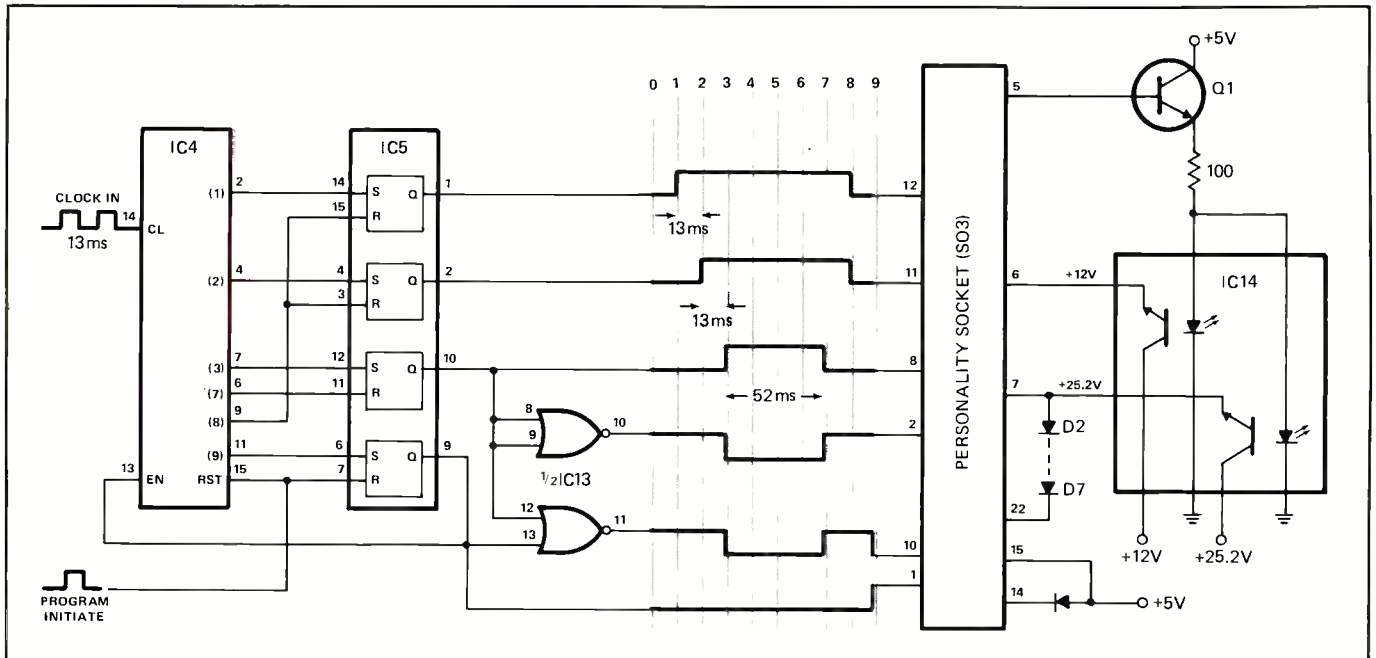 +5V
Q1
0 1 2 3 4 5 6 7 8 9
5
IC4
IC5
100
(1) 2 14 S Q 1 12
15 R
CLOCK IN
14 CL
13ms
13ms
(2) 4 4 S Q 2 11
3 R
13ms
PERSONALITY SOCKET (SO3)
6 +12V
IC14
(3) 7 12 S Q 10 8
(7) 6 11 R
(8) 9
52ms
7 +25.2V
8
9
10 2
D2
(9) 11 6 S Q 9
13 EN RST 15 7 R
1/2 IC13
D7
12
13
11 10
22
1
15
+12V +25.2V
14
+5V
PROGRAM
INITIATE